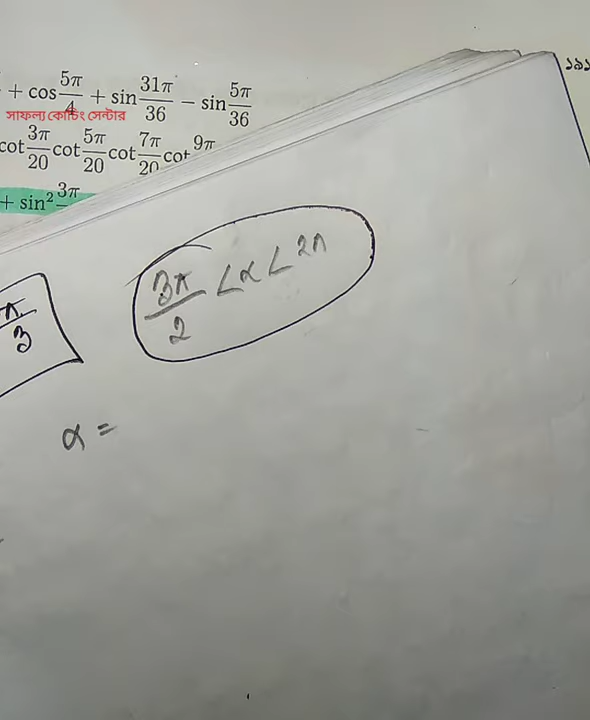 + cos 5π/4 + sin 31π/36 − sin 5π/36
সাফল্য কোচিং সেন্টার
cot 3π/20 cot 5π/20 cot 7π/20 cot 9π
+ sin² 3π
১৯১
π/3
3π/2 < α < 2π
α =